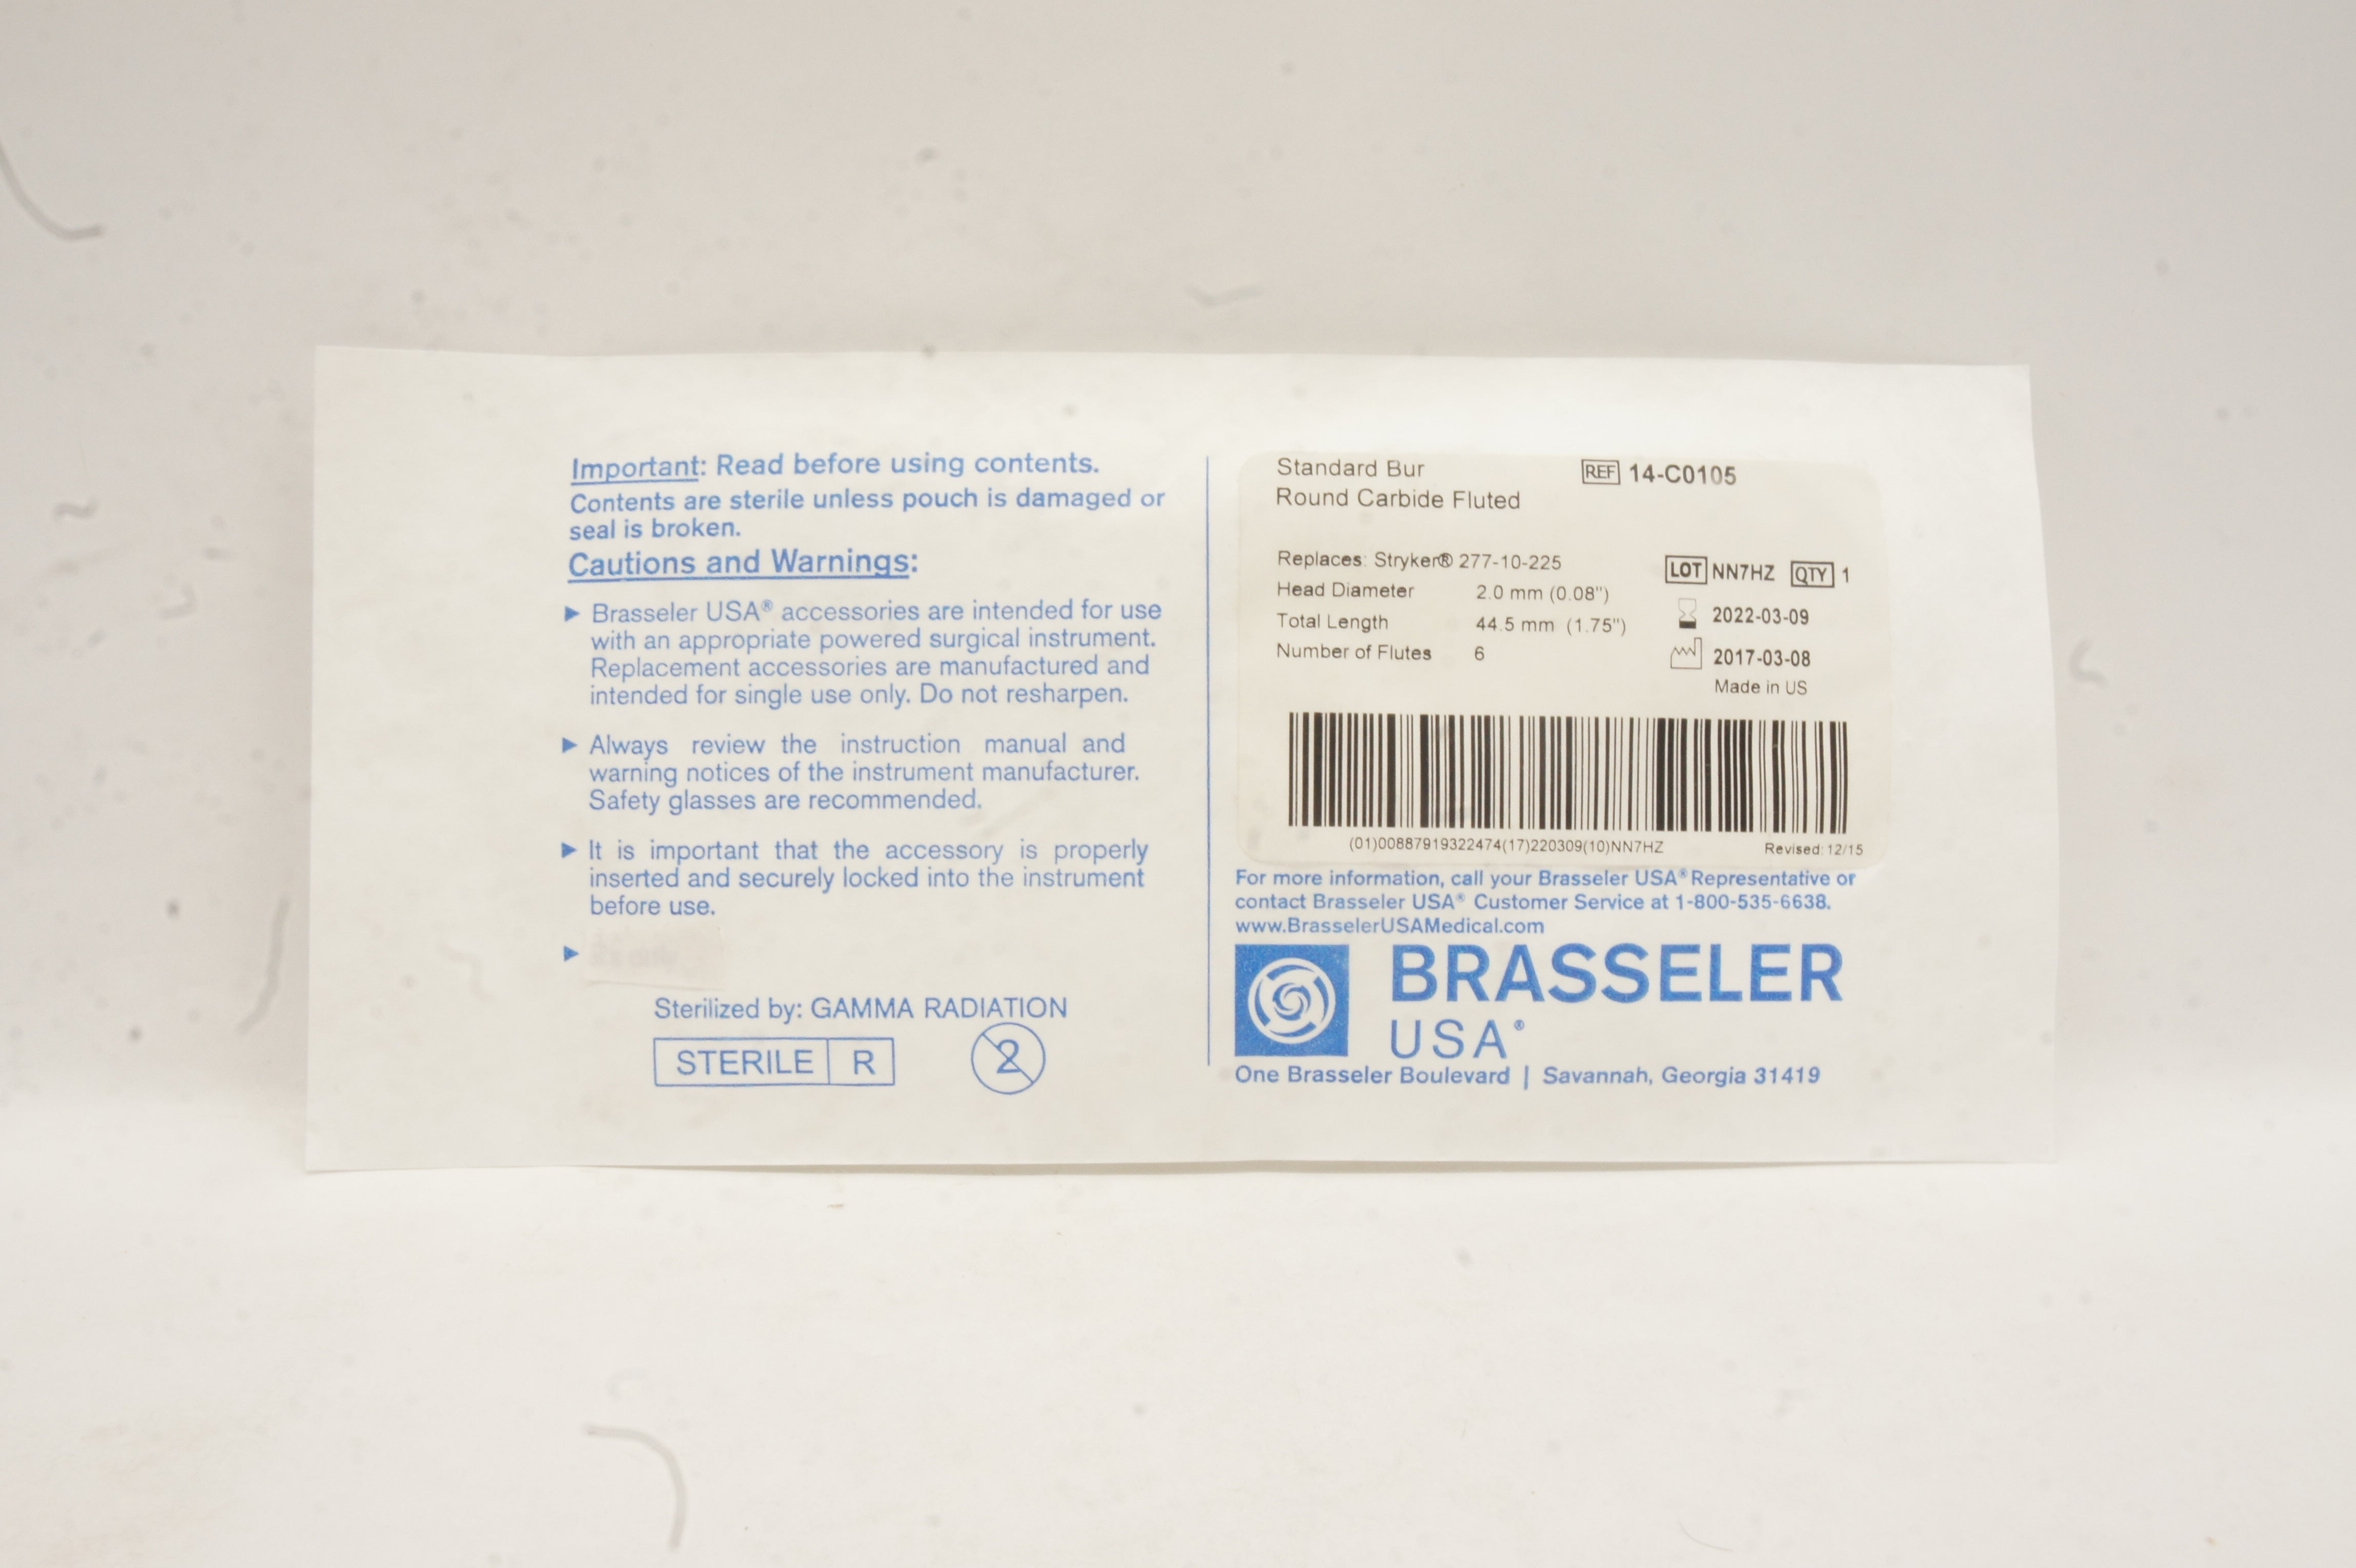 Important: Read before using contents.
Contents are sterile unless pouch is damaged or
seal is broken.
Cautions and Warnings:
▶ Brasseler USA® accessories are intended for use
with an appropriate powered surgical instrument.
Replacement accessories are manufactured and
intended for single use only. Do not resharpen.
▶ Always review the instruction manual and
warning notices of the instrument manufacturer.
Safety glasses are recommended.
▶ It is important that the accessory is properly
inserted and securely locked into the instrument
before use.
▶
Sterilized by: GAMMA RADIATION
STERILE R 2
Standard Bur REF 14-C0105
Round Carbide Fluted
Replaces: Stryker® 277-10-225
Head Diameter 2.0 mm (0.08")
Total Length 44.5 mm (1.75")
Number of Flutes 6
LOT NN7HZ QTY 1
2022-03-09
2017-03-08
Made in US
(01)00887919322474(17)220309(10)NN7HZ Revised: 12/15
For more information, call your Brasseler USA® Representative or
contact Brasseler USA® Customer Service at 1-800-535-6638.
www.BrasselerUSAMedical.com
BRASSELER
USA®
One Brasseler Boulevard | Savannah, Georgia 31419